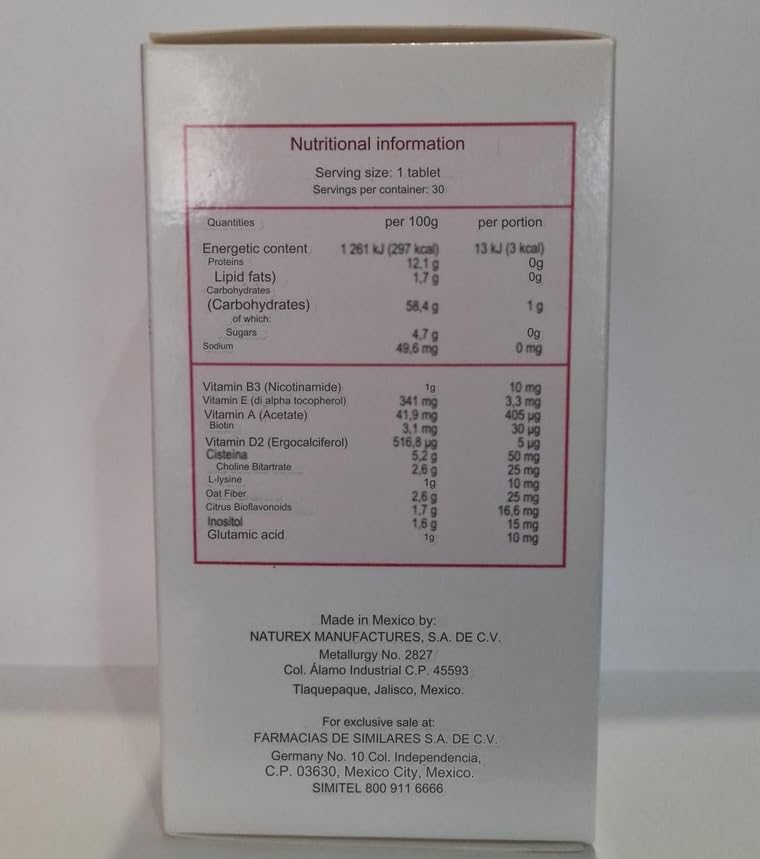 Nutritional information
Serving size: 1 tablet
Servings per container: 30
Quantities per 100g per portion
Energetic content 1 261 kJ (297 kcal) 13 kJ (3 kcal)
Proteins 12,1 g 0g
Lipid fats) 1,7 g 0g
Carbohydrates
(Carbohydrates) 58,4 g 1 g
of which:
Sugars 4,7 g 0g
Sodium 49,6 mg 0 mg
Vitamin B3 (Nicotinamide) 1g 10 mg
Vitamin E (di alpha tocopherol) 341 mg 3,3 mg
Vitamin A (Acetate) 41,9 mg 405 µg
Biotin 3,1 mg 30 µg
Vitamin D2 (Ergocalciferol) 516,8 µg 5 µg
Cisteina 5,2 g 50 mg
Choline Bitartrate 2,6 g 25 mg
L-lysine 1g 10 mg
Oat Fiber 2,6 g 25 mg
Citrus Bioflavonoids 1,7 g 16,6 mg
Inositol 1,6 g 15 mg
Glutamic acid 1g 10 mg
Made in Mexico by:
NATUREX MANUFACTURES, S.A. DE C.V.
Metallurgy No. 2827
Col. Álamo Industrial C.P. 45593
Tlaquepaque, Jalisco, Mexico.
For exclusive sale at:
FARMACIAS DE SIMILARES S.A. DE C.V.
Germany No. 10 Col. Independencia,
C.P. 03630, Mexico City, Mexico.
SIMITEL 800 911 6666